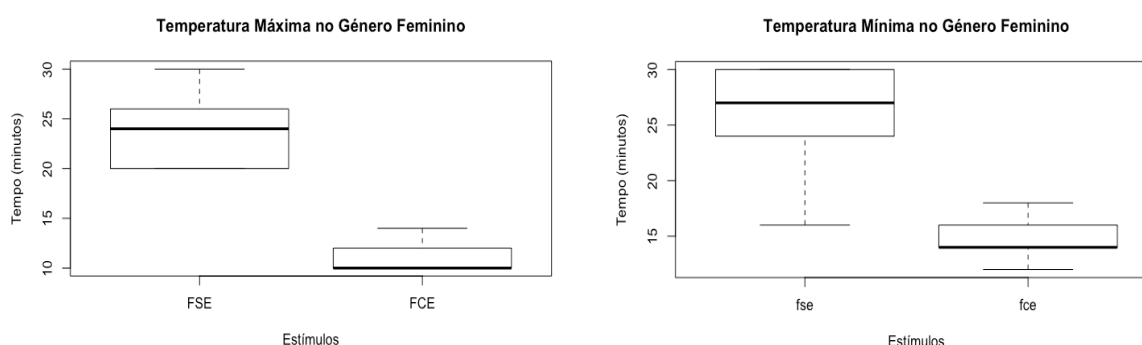 Temperatura Máxima no Género Feminino
Tempo (minutos)
30
25
20
15
10
FSE
FCE
Estímulos
Temperatura Mínima no Género Feminino
Tempo (minutos)
30
25
20
15
fse
fce
Estímulos